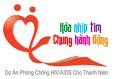 Hòa nhịp tim
Chung hành động
Dự Án Phòng Chống HIV/AIDS Cho Thanh Niên